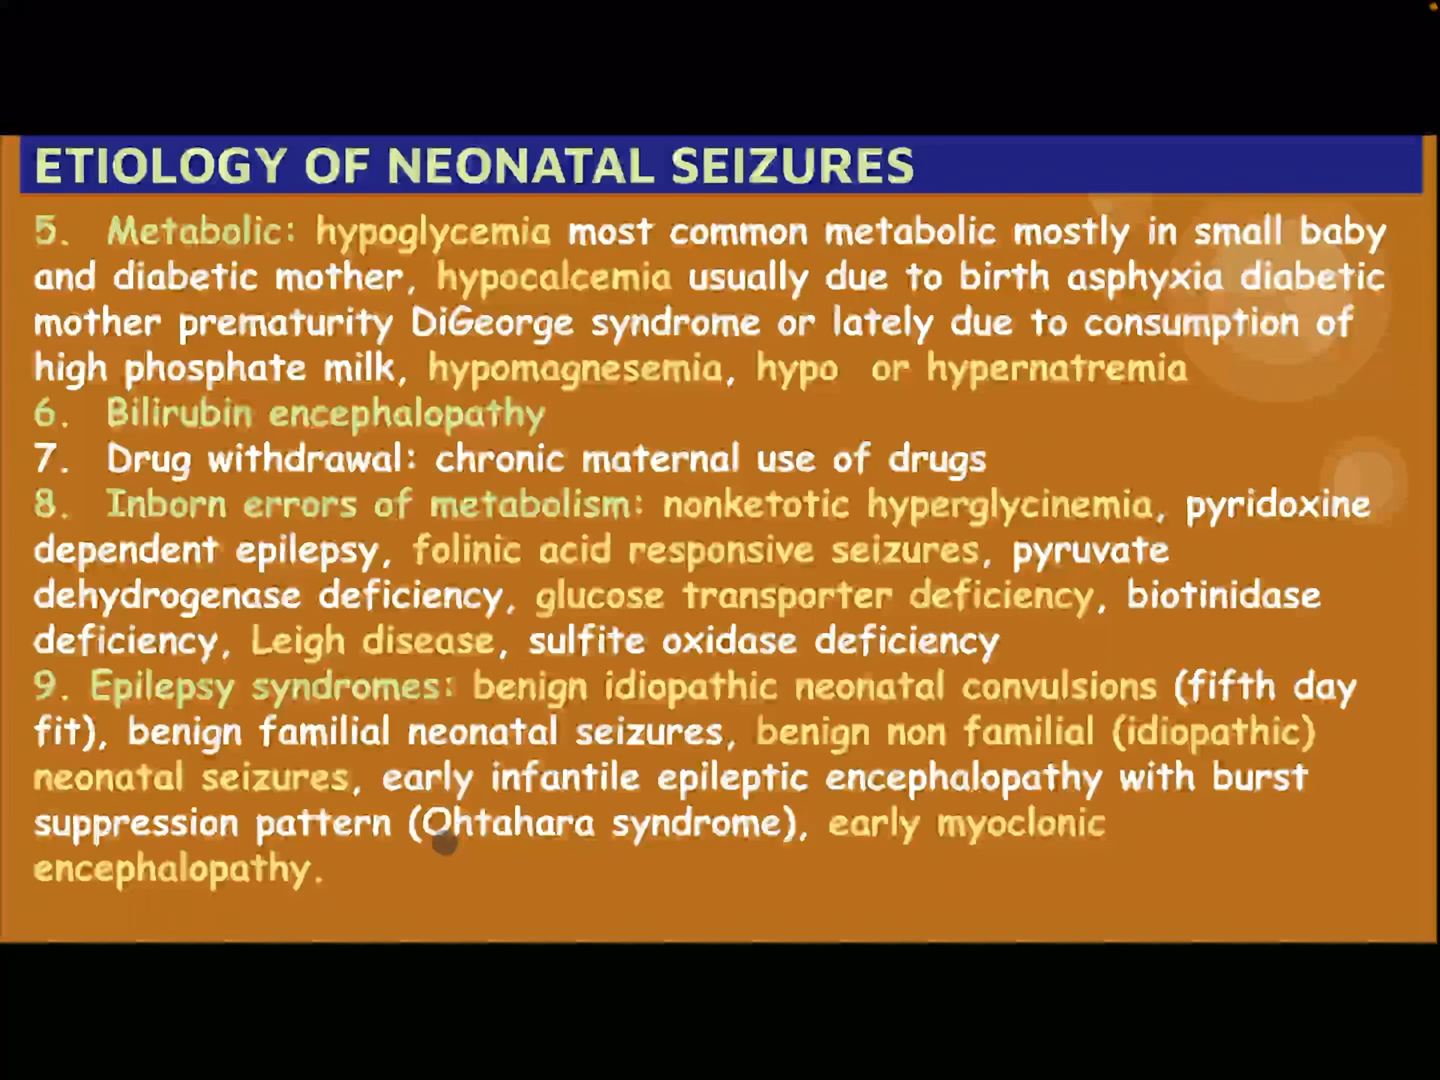 ETIOLOGY OF NEONATAL SEIZURES
5. Metabolic: hypoglycemia most common metabolic mostly in small baby
and diabetic mother, hypocalcemia usually due to birth asphyxia diabetic
mother prematurity DiGeorge syndrome or lately due to consumption of
high phosphate milk, hypomagnesemia, hypo or hypernatremia
6. Bilirubin encephalopathy
7. Drug withdrawal: chronic maternal use of drugs
8. Inborn errors of metabolism: nonketotic hyperglycinemia, pyridoxine
dependent epilepsy, folinic acid responsive seizures, pyruvate
dehydrogenase deficiency, glucose transporter deficiency, biotinidase
deficiency, Leigh disease, sulfite oxidase deficiency
9. Epilepsy syndromes: benign idiopathic neonatal convulsions (fifth day
fit), benign familial neonatal seizures, benign non familial (idiopathic)
neonatal seizures, early infantile epileptic encephalopathy with burst
suppression pattern (Ohtahara syndrome), early myoclonic
encephalopathy.